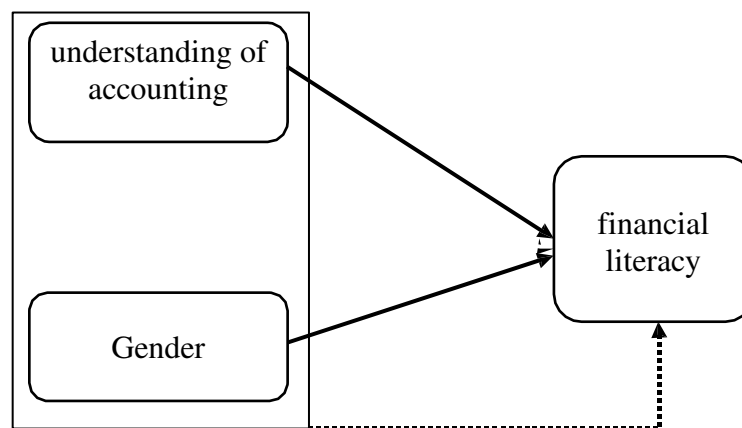 understanding of
accounting
financial
literacy
Gender